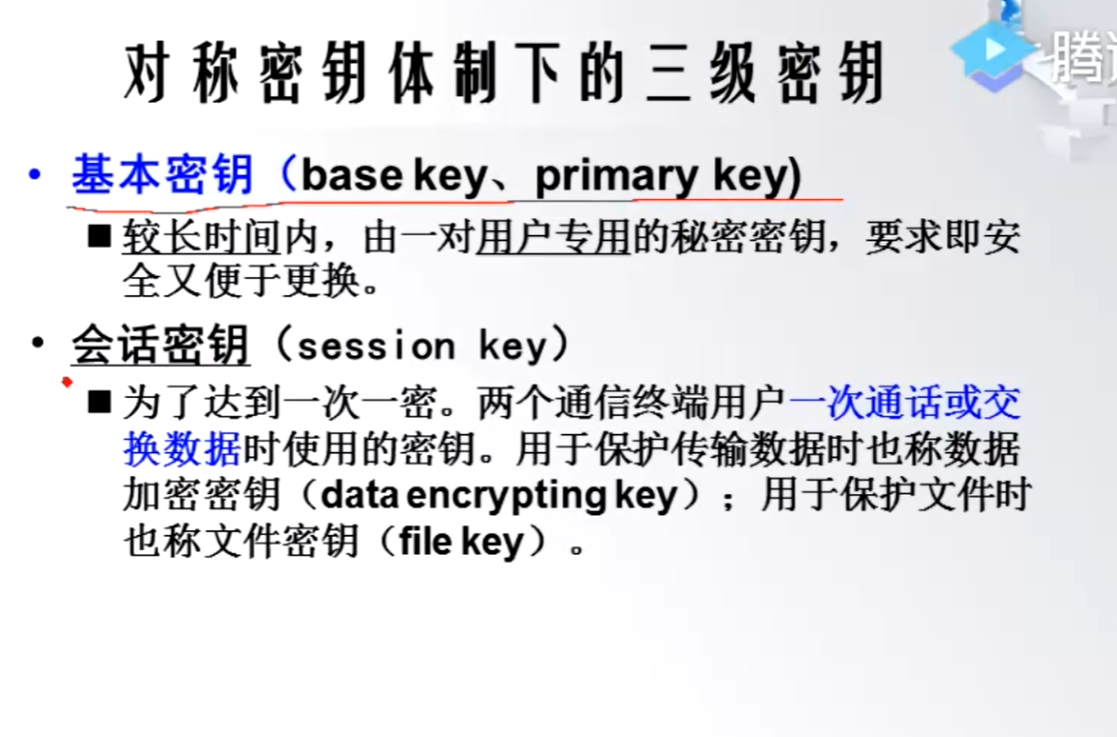 对称密钥体制下的三级密钥
腾
• 基本密钥（base key、primary key)
■ 较长时间内，由一对用户专用的秘密密钥，要求即安
全又便于更换。
• 会话密钥（session key）
■ 为了达到一次一密。两个通信终端用户一次通话或交
换数据时使用的密钥。用于保护传输数据时也称数据
加密密钥（data encrypting key）；用于保护文件时
也称文件密钥（file key）。